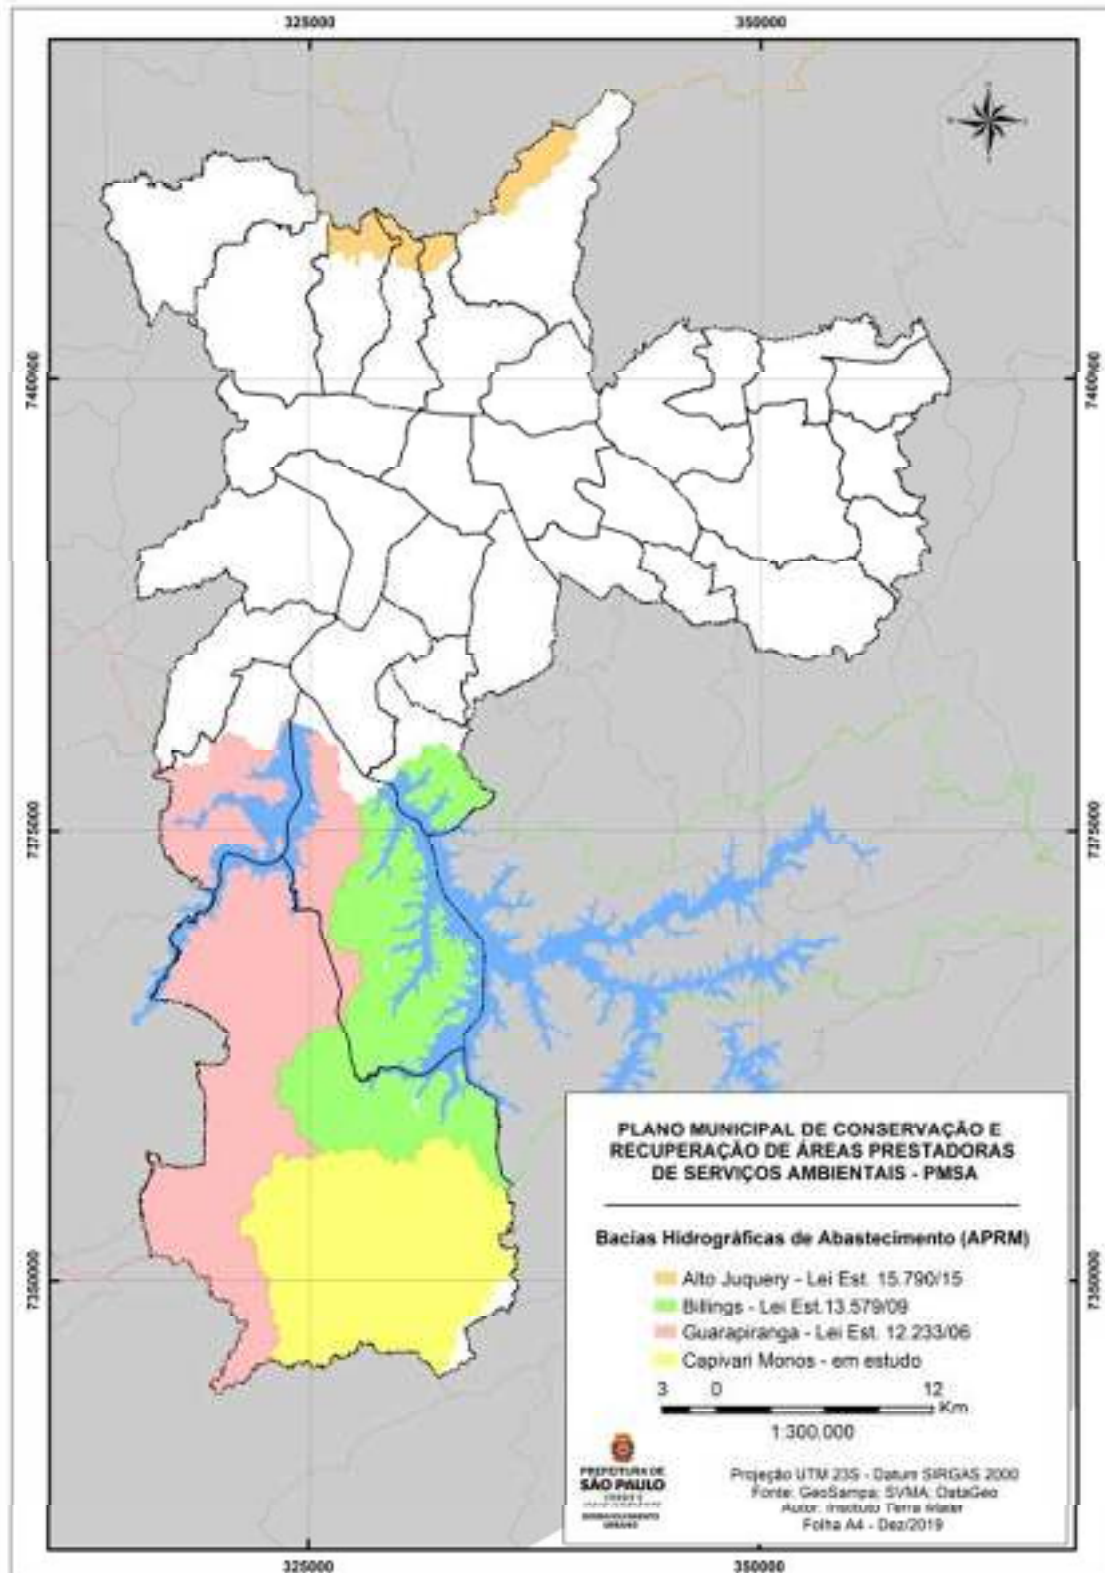 325000 350000
7400000 7400000
7375000 7375000
7350000 7350000
PLANO MUNICIPAL DE CONSERVAÇÃO E
RECUPERAÇÃO DE ÁREAS PRESTADORAS
DE SERVIÇOS AMBIENTAIS - PMSA
Bacias Hidrográficas de Abastecimento (APRM)
Alto Juquery - Lei Est. 15.790/15
Billings - Lei Est.13.579/09
Guarapiranga - Lei Est. 12.233/06
Capivari Monos - em estudo
3 0 12
Km
1:300.000
PREFEITURA DE
SÃO PAULO
DESENVOLVIMENTO
URBANO
Projeção UTM 23S - Datum SIRGAS 2000
Fonte: GeoSampa; SVMA; DataGeo
Autor: Instituto Terra Mater
Folha A4 - Dez/2019
325000 350000